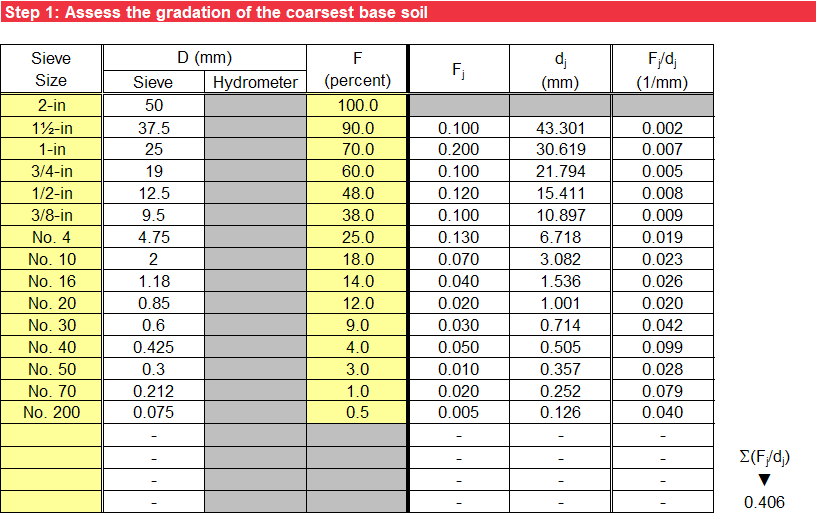 Step 1: Assess the gradation of the coarsest base soil
Sieve Size D (mm) F (percent) Fj dj (mm) Fj/dj (1/mm)
Sieve Hydrometer
2-in 50 100.0
1½-in 37.5 90.0 0.100 43.301 0.002
1-in 25 70.0 0.200 30.619 0.007
3/4-in 19 60.0 0.100 21.794 0.005
1/2-in 12.5 48.0 0.120 15.411 0.008
3/8-in 9.5 38.0 0.100 10.897 0.009
No. 4 4.75 25.0 0.130 6.718 0.019
No. 10 2 18.0 0.070 3.082 0.023
No. 16 1.18 14.0 0.040 1.536 0.026
No. 20 0.85 12.0 0.020 1.001 0.020
No. 30 0.6 9.0 0.030 0.714 0.042
No. 40 0.425 4.0 0.050 0.505 0.099
No. 50 0.3 3.0 0.010 0.357 0.028
No. 70 0.212 1.0 0.020 0.252 0.079
No. 200 0.075 0.5 0.005 0.126 0.040
- - - -
- - - - Σ(Fj/dj)
- - - - ▼
- - - - 0.406